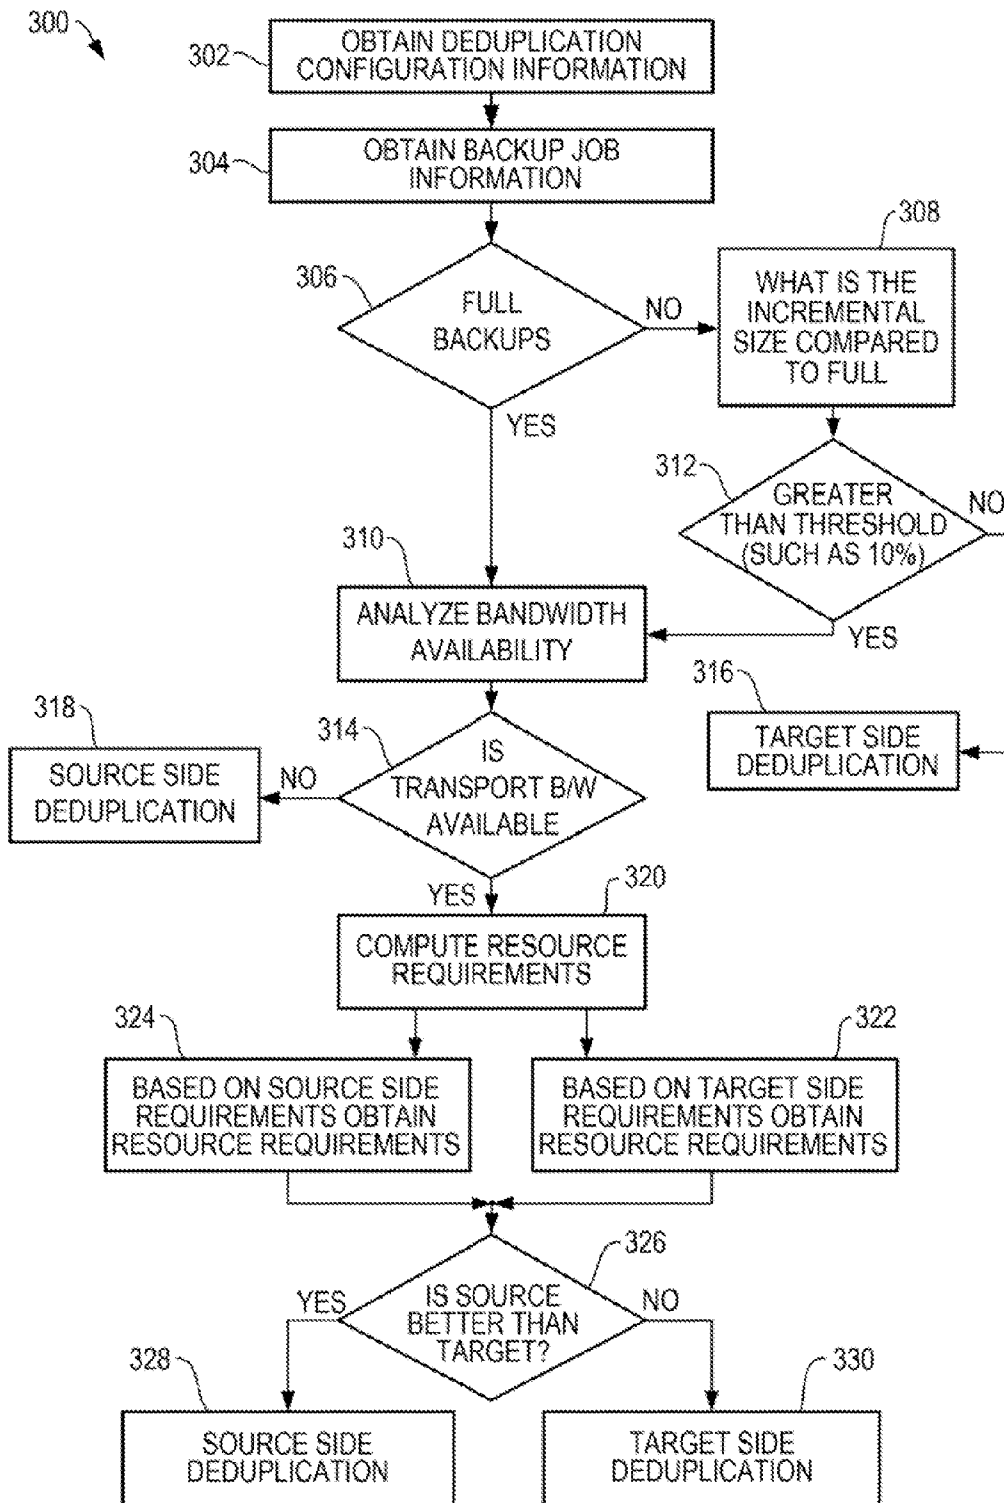 300
302
OBTAIN DEDUPLICATION
CONFIGURATION INFORMATION
304
OBTAIN BACKUP JOB
INFORMATION
306
FULL
BACKUPS
NO
YES
308
WHAT IS THE
INCREMENTAL
SIZE COMPARED
TO FULL
312
GREATER
THAN THRESHOLD
(SUCH AS 10%)
NO
YES
310
ANALYZE BANDWIDTH
AVAILABILITY
316
TARGET SIDE
DEDUPLICATION
314
IS
TRANSPORT B/W
AVAILABLE
NO
YES
318
SOURCE SIDE
DEDUPLICATION
320
COMPUTE RESOURCE
REQUIREMENTS
324
BASED ON SOURCE SIDE
REQUIREMENTS OBTAIN
RESOURCE REQUIREMENTS
322
BASED ON TARGET SIDE
REQUIREMENTS OBTAIN
RESOURCE REQUIREMENTS
326
IS SOURCE
BETTER THAN
TARGET?
YES
NO
328
SOURCE SIDE
DEDUPLICATION
330
TARGET SIDE
DEDUPLICATION